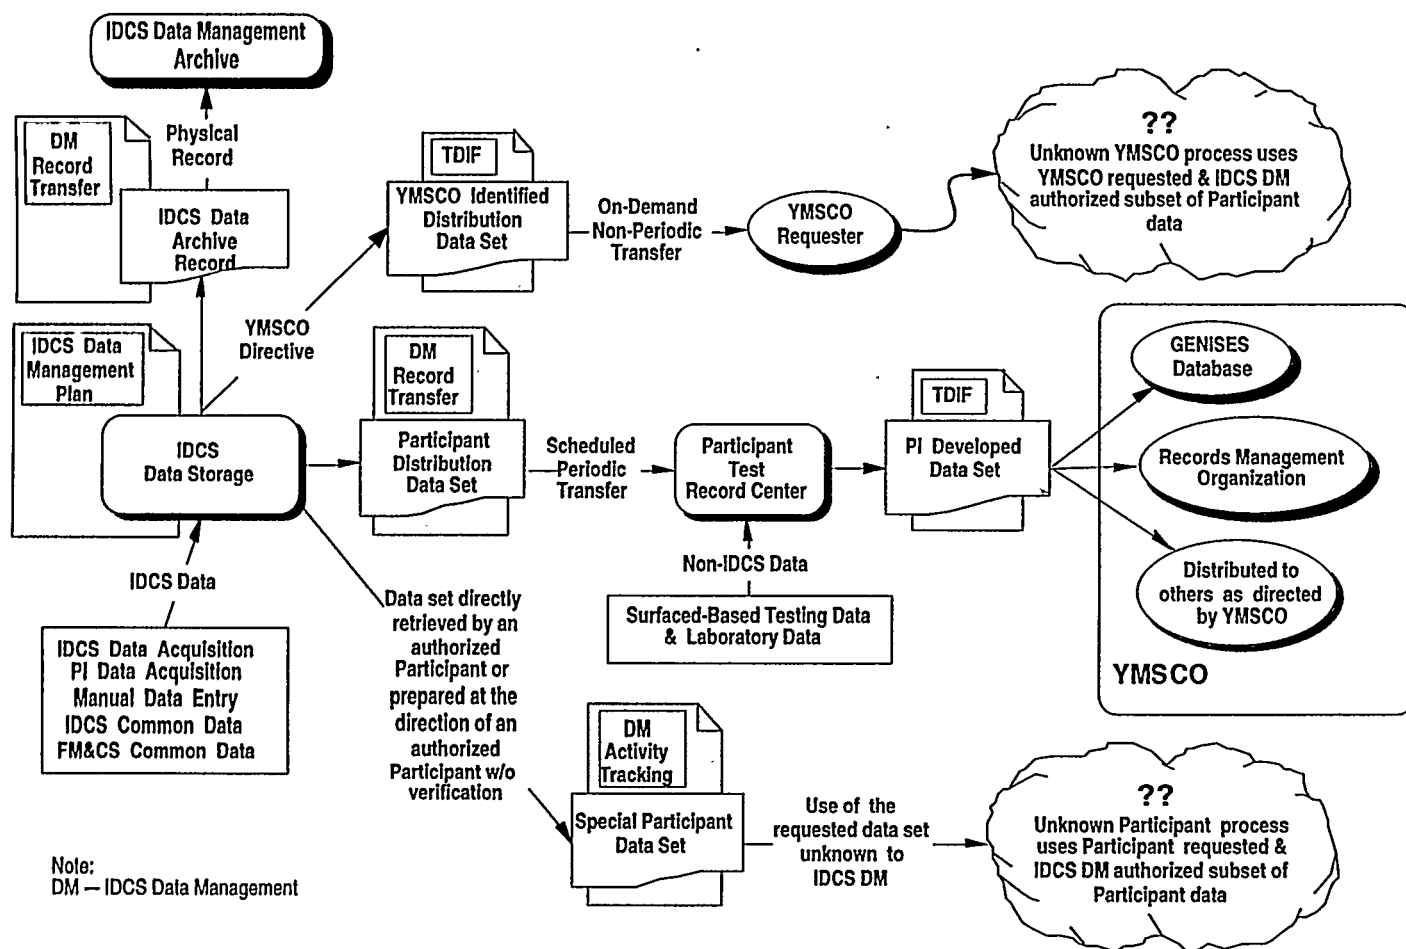 IDCS Data Management
Archive
DM
Record
Transfer
Physical
Record
IDCS Data
Archive
Record
TDIF
YMSCO Identified
Distribution
Data Set
On-Demand
Non-Periodic
Transfer
YMSCO
Requester
??
Unknown YMSCO process uses
YMSCO requested & IDCS DM
authorized subset of Participant
data
IDCS Data
Management
Plan
YMSCO
Directive
IDCS
Data Storage
DM
Record
Transfer
Participant
Distribution
Data Set
Scheduled
Periodic
Transfer
Participant
Test
Record Center
TDIF
PI Developed
Data Set
GENISES
Database
Records Management
Organization
Distributed to
others as directed
by YMSCO
YMSCO
IDCS Data
IDCS Data Acquisition
PI Data Acquisition
Manual Data Entry
IDCS Common Data
FM&CS Common Data
Non-IDCS Data
Surfaced-Based Testing Data
& Laboratory Data
Data set directly
retrieved by an
authorized
Participant or
prepared at the
direction of an
authorized
Participant w/o
verification
DM
Activity
Tracking
Special Participant
Data Set
Use of the
requested data set
unknown to
IDCS DM
??
Unknown Participant process
uses Participant requested &
IDCS DM authorized subset of
Participant data
Note:
DM — IDCS Data Management